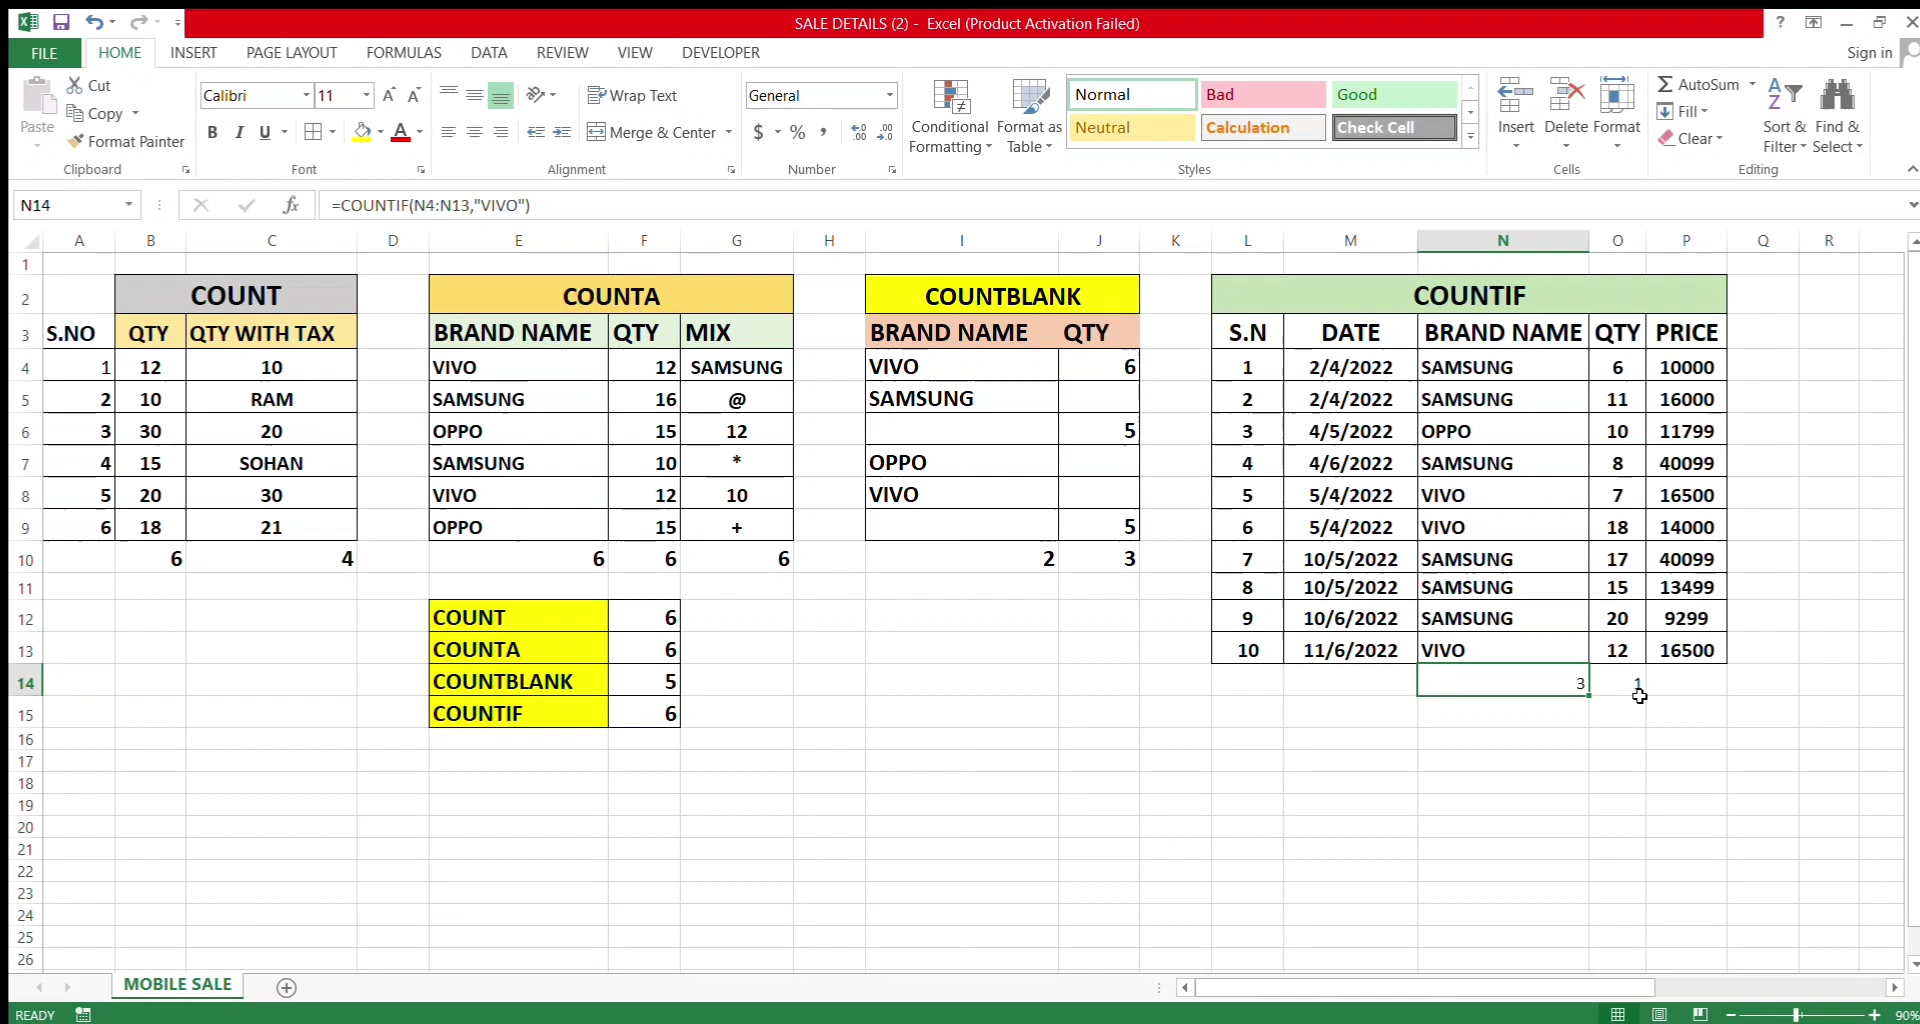 SALE DETAILS (2) - Excel (Product Activation Failed)
FILE HOME INSERT PAGE LAYOUT FORMULAS DATA REVIEW VIEW DEVELOPER Sign in
Paste Cut Copy Format Painter Clipboard
Calibri 11 B I U A Font
Wrap Text Merge & Center Alignment
General $ % , Number
Conditional Formatting Format as Table
Normal Bad Good
Neutral Calculation Check Cell
Styles
Insert Delete Format Cells
AutoSum Fill Clear Sort & Filter Find & Select Editing
N14 fx =COUNTIF(N4:N13,"VIVO")
A B C D E F G H I J K L M N O P Q R
1
2 COUNT COUNTA COUNTBLANK COUNTIF
3 S.NO QTY QTY WITH TAX BRAND NAME QTY MIX BRAND NAME QTY S.N DATE BRAND NAME QTY PRICE
4 1 12 10 VIVO 12 SAMSUNG VIVO 6 1 2/4/2022 SAMSUNG 6 10000
5 2 10 RAM SAMSUNG 16 @ SAMSUNG 2 2/4/2022 SAMSUNG 11 16000
6 3 30 20 OPPO 15 12 5 3 4/5/2022 OPPO 10 11799
7 4 15 SOHAN SAMSUNG 10 * OPPO 4 4/6/2022 SAMSUNG 8 40099
8 5 20 30 VIVO 12 10 VIVO 5 5/4/2022 VIVO 7 16500
9 6 18 21 OPPO 15 + 5 6 5/4/2022 VIVO 18 14000
10 6 4 6 6 6 2 3 7 10/5/2022 SAMSUNG 17 40099
11 8 10/5/2022 SAMSUNG 15 13499
12 COUNT 6 9 10/6/2022 SAMSUNG 20 9299
13 COUNTA 6 10 11/6/2022 VIVO 12 16500
14 COUNTBLANK 5 3 1
15 COUNTIF 6
16
17
18
19
20
21
22
23
24
25
26
MOBILE SALE
READY 90%